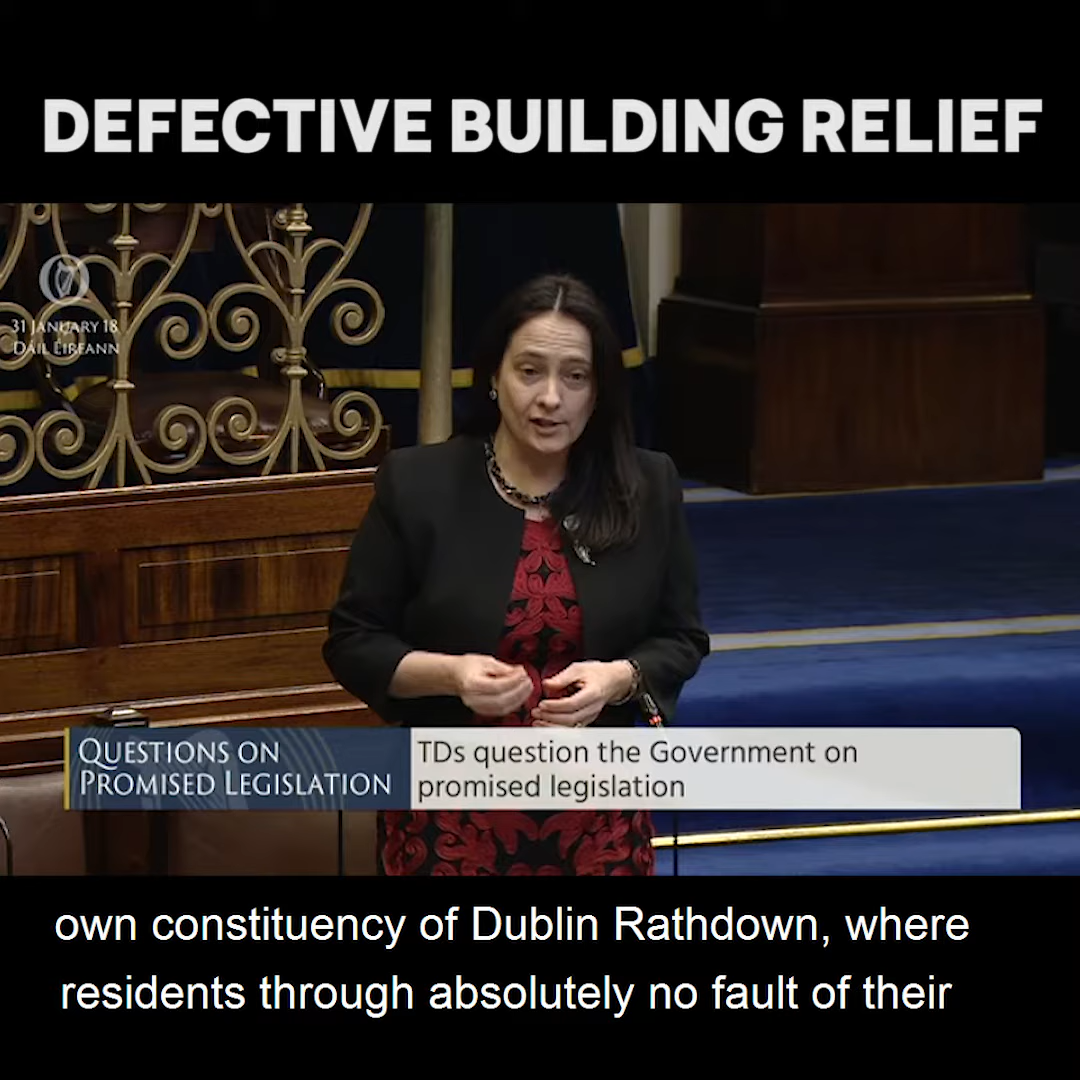 DEFECTIVE BUILDING RELIEF
31 JANUARY 18
DÁIL ÉIREANN
QUESTIONS ON
PROMISED LEGISLATION
TDs question the Government on
promised legislation
own constituency of Dublin Rathdown, where
residents through absolutely no fault of their